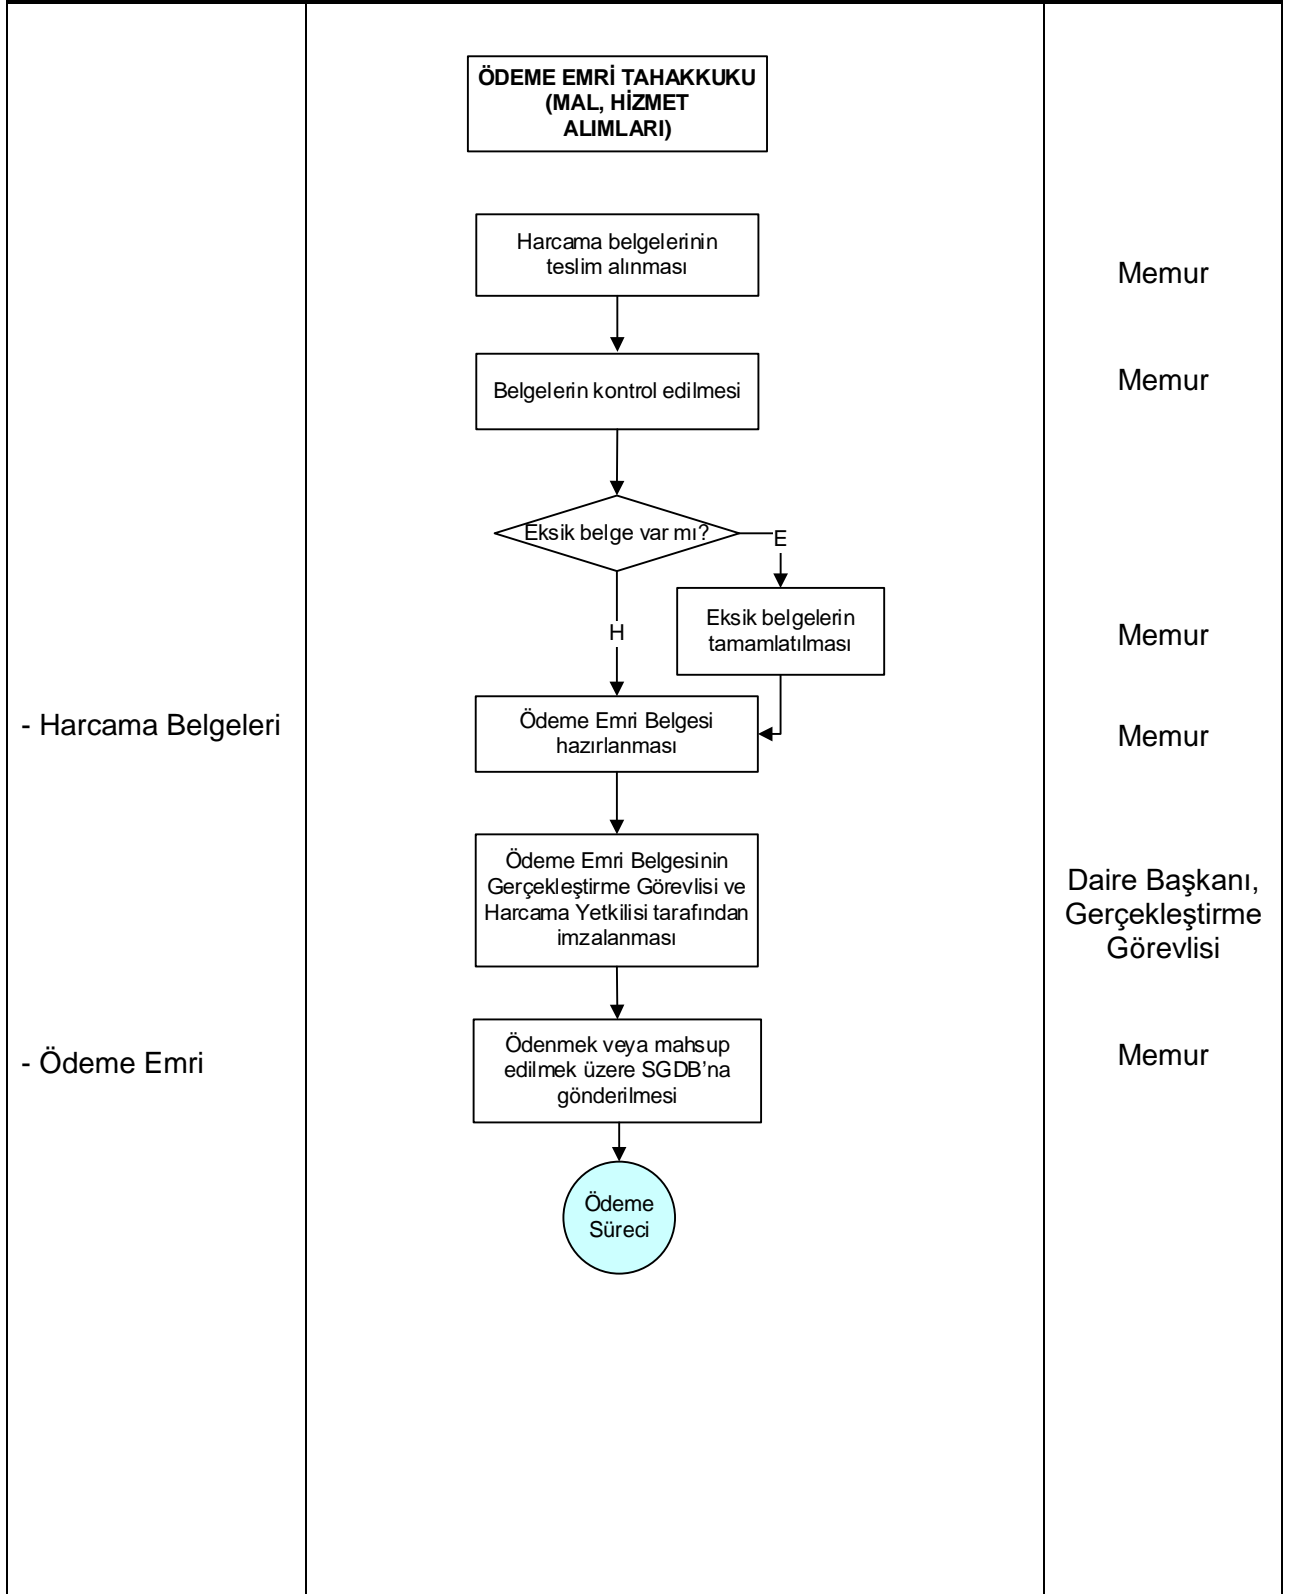 ÖDEME EMRİ TAHAKKUKU
(MAL, HİZMET
ALIMLARI)
Harcama belgelerinin
teslim alınması
Memur
Belgelerin kontrol edilmesi
Memur
Eksik belge var mı?
E
H
Eksik belgelerin
tamamlatılması
Memur
- Harcama Belgeleri
Ödeme Emri Belgesi
hazırlanması
Memur
Ödeme Emri Belgesinin
Gerçekleştirme Görevlisi ve
Harcama Yetkilisi tarafından
imzalanması
Daire Başkanı,
Gerçekleştirme
Görevlisi
- Ödeme Emri
Ödenmek veya mahsup
edilmek üzere SGDB’na
gönderilmesi
Memur
Ödeme
Süreci